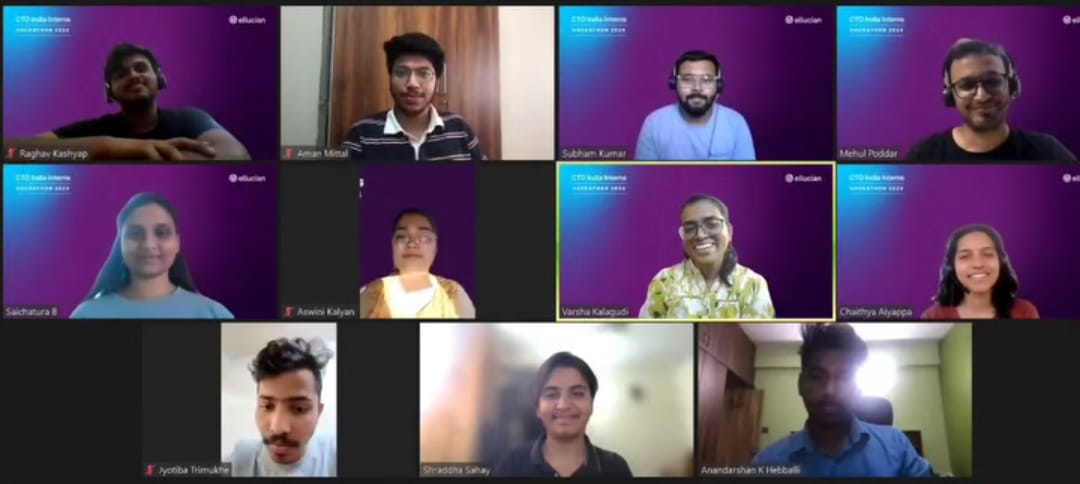 CTO India Interns
HACKATHON 2024
ellucian
Raghav Kashyap
Aman Mittal
CTO India Interns
HACKATHON 2024
ellucian
Subham Kumar
CTO India Interns
HACKATHON 2024
Mehul Poddar
CTO India Interns
HACKATHON 2024
ellucian
Saichatura B
Aswini Kalyan
CTO India Interns
HACKATHON 2024
ellucian
Varsha Kalagudi
CTO India Interns
HACKATHON 2024
Chaithya Aiyappa
Jyotiba Trimukhe
Shraddha Sahay
Anandarshan K Hebballi